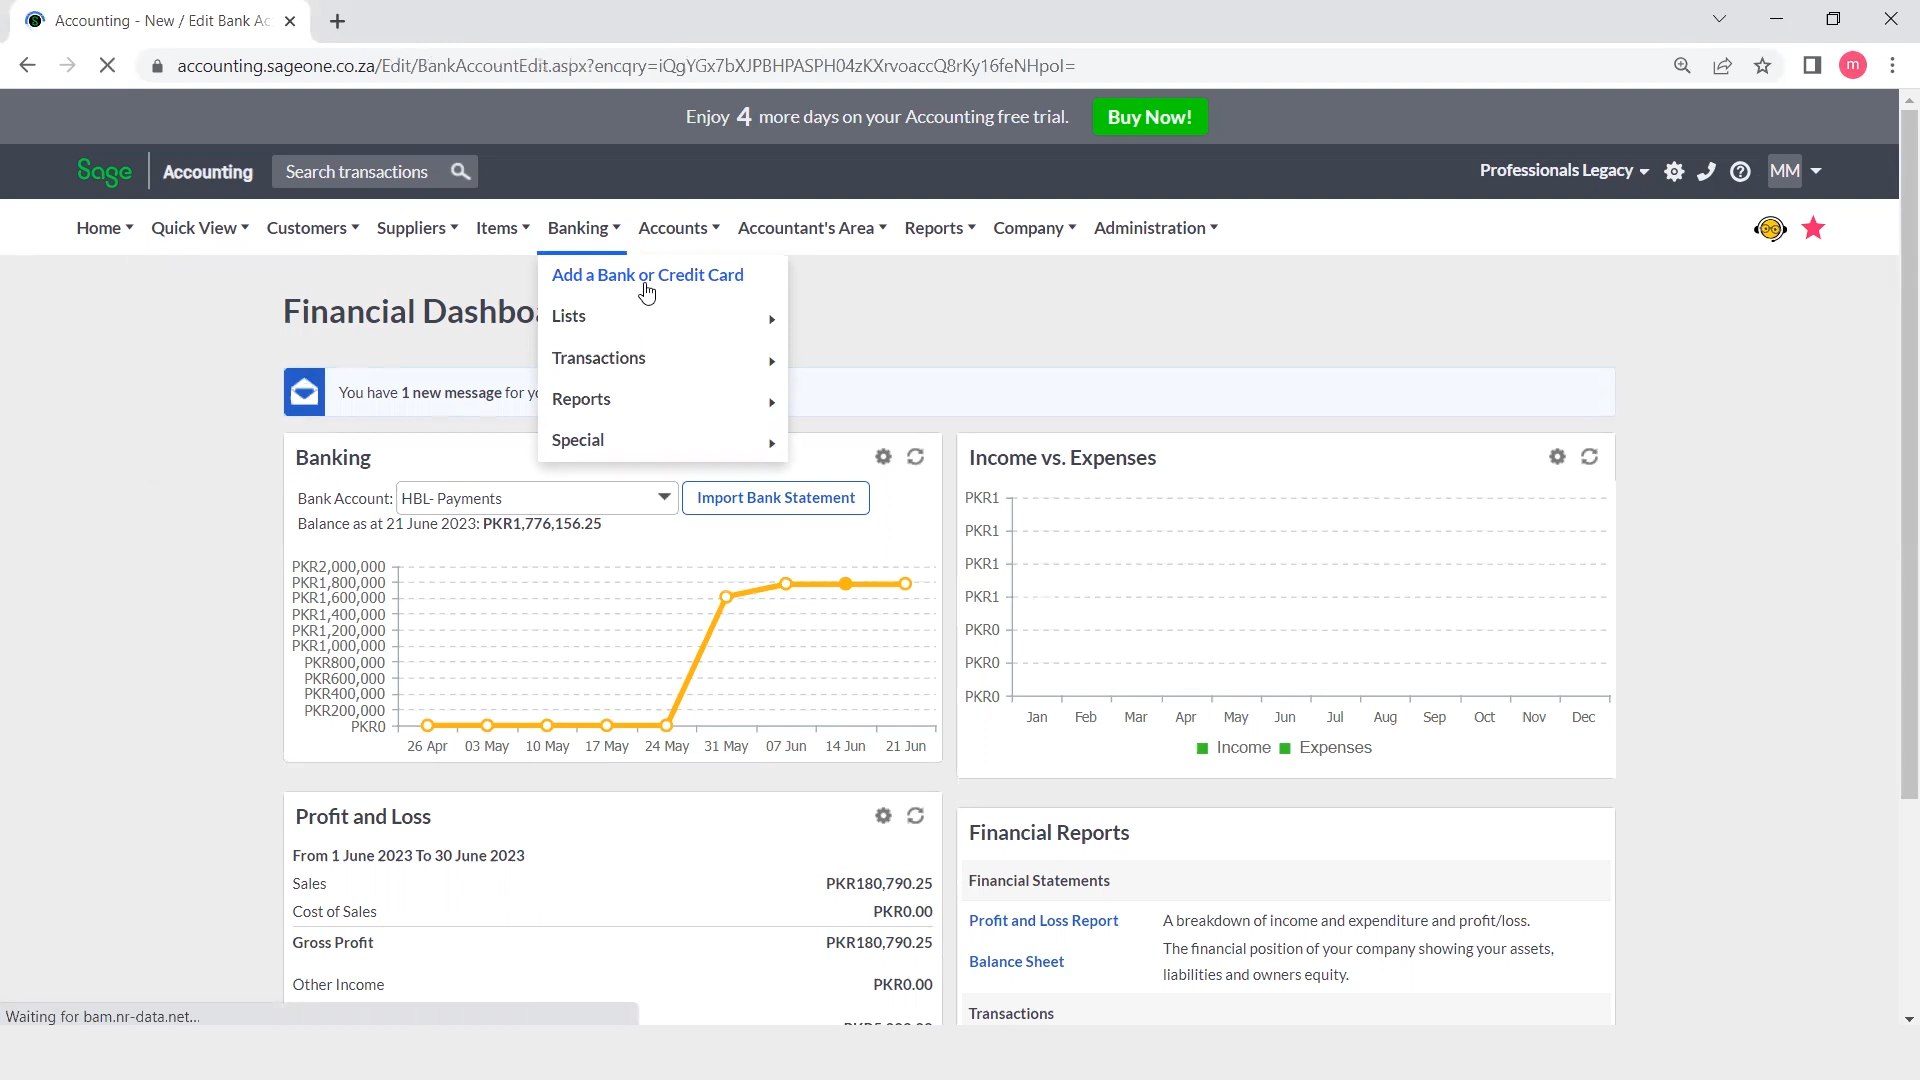 Accounting - New / Edit Bank Ac
accounting.sageone.co.za/Edit/BankAccountEdit.aspx?encqry=iQgYGx7bXJPBHPASPH04zKXrvoaccQ8rKy16feNHpoI=
m
Enjoy 4 more days on your Accounting free trial.
Buy Now!
Sage
Accounting
Search transactions
Professionals Legacy
MM
Home
Quick View
Customers
Suppliers
Items
Banking
Accounts
Accountant's Area
Reports
Company
Administration
Add a Bank or Credit Card
Lists
Transactions
Reports
Special
Financial Dashbo
You have 1 new message for yo
Banking
Bank Account: HBL- Payments
Import Bank Statement
Balance as at 21 June 2023: PKR1,776,156.25
PKR2,000,000
PKR1,800,000
PKR1,600,000
PKR1,400,000
PKR1,200,000
PKR1,000,000
PKR800,000
PKR600,000
PKR400,000
PKR200,000
PKR0
26 Apr 03 May 10 May 17 May 24 May 31 May 07 Jun 14 Jun 21 Jun
Income vs. Expenses
PKR1
PKR1
PKR1
PKR1
PKR0
PKR0
PKR0
Jan Feb Mar Apr May Jun Jul Aug Sep Oct Nov Dec
Income Expenses
Profit and Loss
From 1 June 2023 To 30 June 2023
Sales PKR180,790.25
Cost of Sales PKR0.00
Gross Profit PKR180,790.25
Other Income PKR0.00
Financial Reports
Financial Statements
Profit and Loss Report A breakdown of income and expenditure and profit/loss.
Balance Sheet The financial position of your company showing your assets,
liabilities and owners equity.
Transactions
Waiting for bam.nr-data.net...